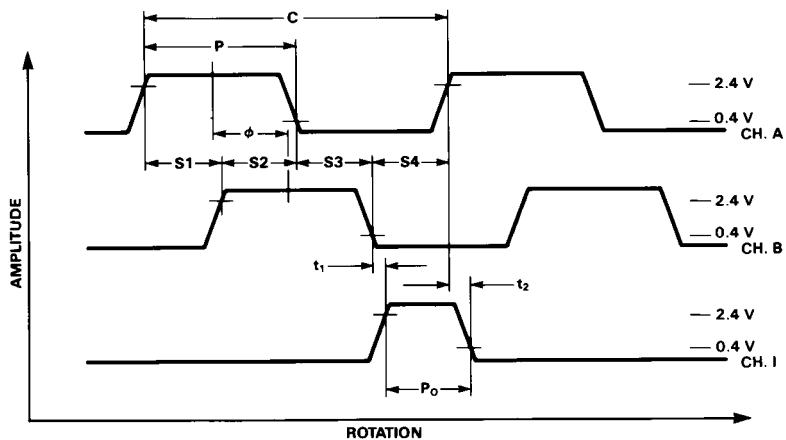 C
P
2.4 V
0.4 V
CH. A
ϕ
S1 S2 S3 S4
2.4 V
0.4 V
CH. B
t₁
t₂
2.4 V
0.4 V
CH. I
P₀
AMPLITUDE
ROTATION